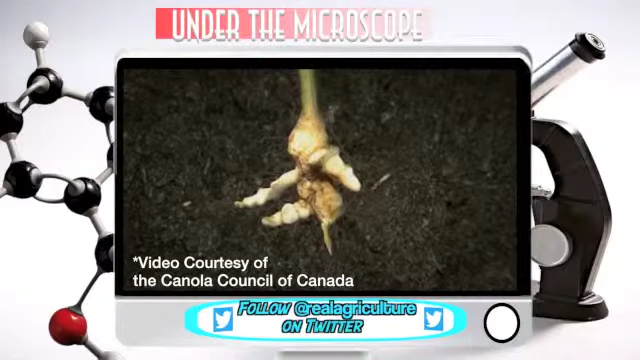 UNDER THE MICROSCOPE
*Video Courtesy of
the Canola Council of Canada
FOLLOW @realagriculture
ON TWITTER